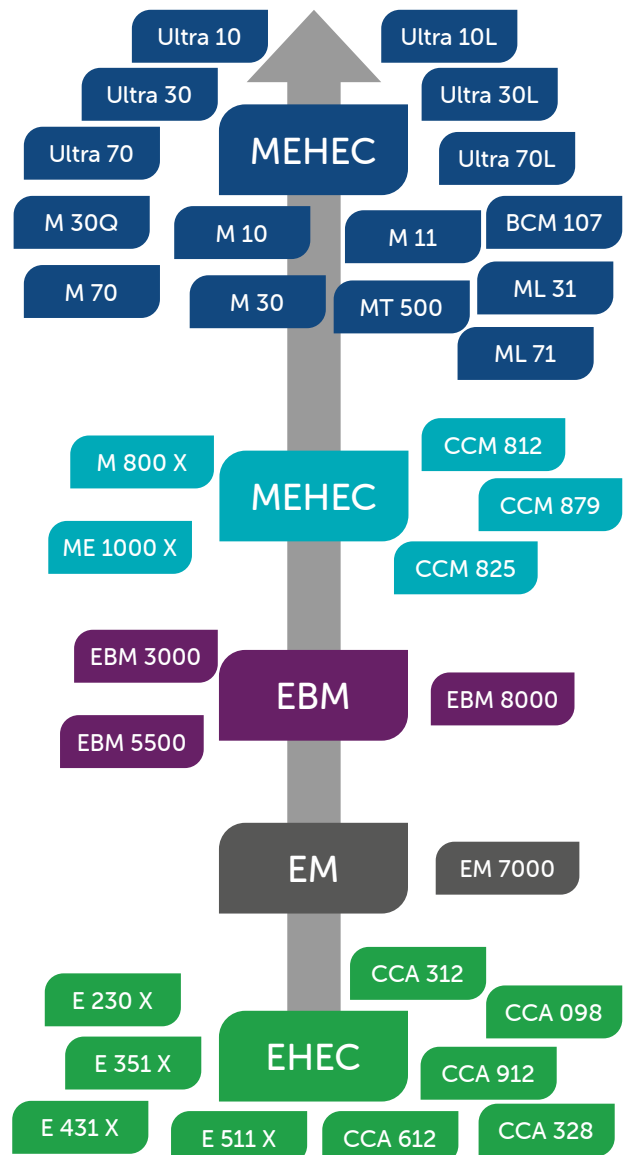 Ultra 10
Ultra 10L
Ultra 30
Ultra 30L
MEHEC
Ultra 70
Ultra 70L
M 30Q
M 10
M 11
BCM 107
M 70
M 30
MT 500
ML 31
ML 71
M 800 X
MEHEC
CCM 812
CCM 879
ME 1000 X
CCM 825
EBM 3000
EBM
EBM 8000
EBM 5500
EM
EM 7000
CCA 312
E 230 X
CCA 098
E 351 X
EHEC
CCA 912
E 431 X
E 511 X
CCA 612
CCA 328